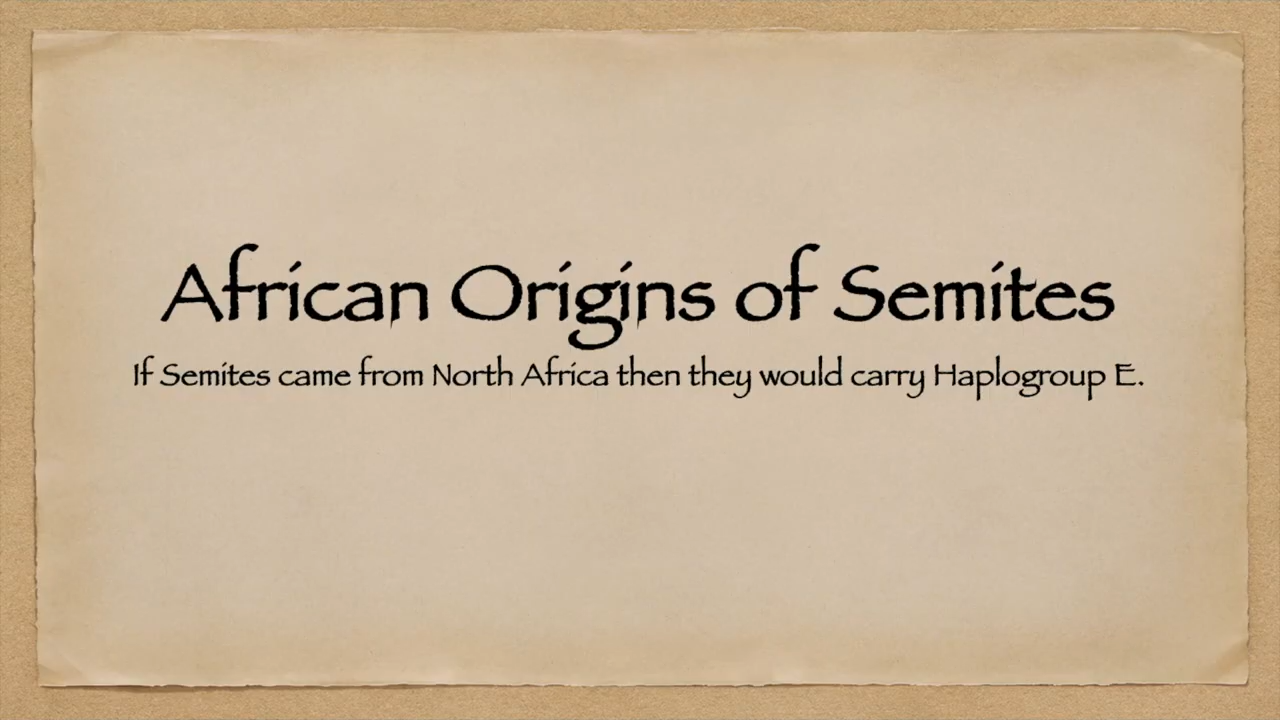 African Origins of Semites
If Semites came from North Africa then they would carry Haplogroup E.